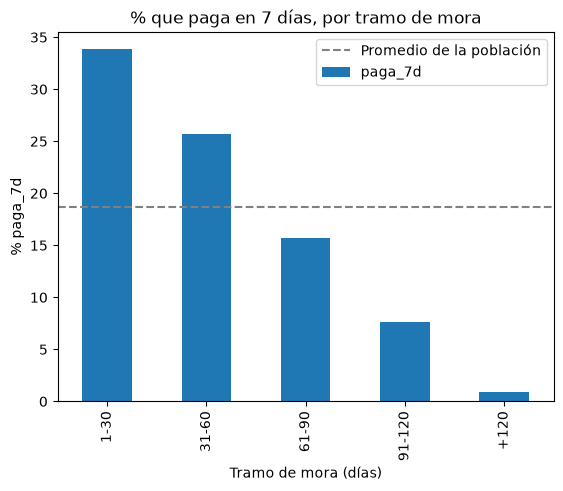 % que paga en 7 días, por tramo de mora
Promedio de la población
paga_7d
% paga_7d
35
30
25
20
15
10
5
0
1-30
31-60
61-90
91-120
+120
Tramo de mora (días)